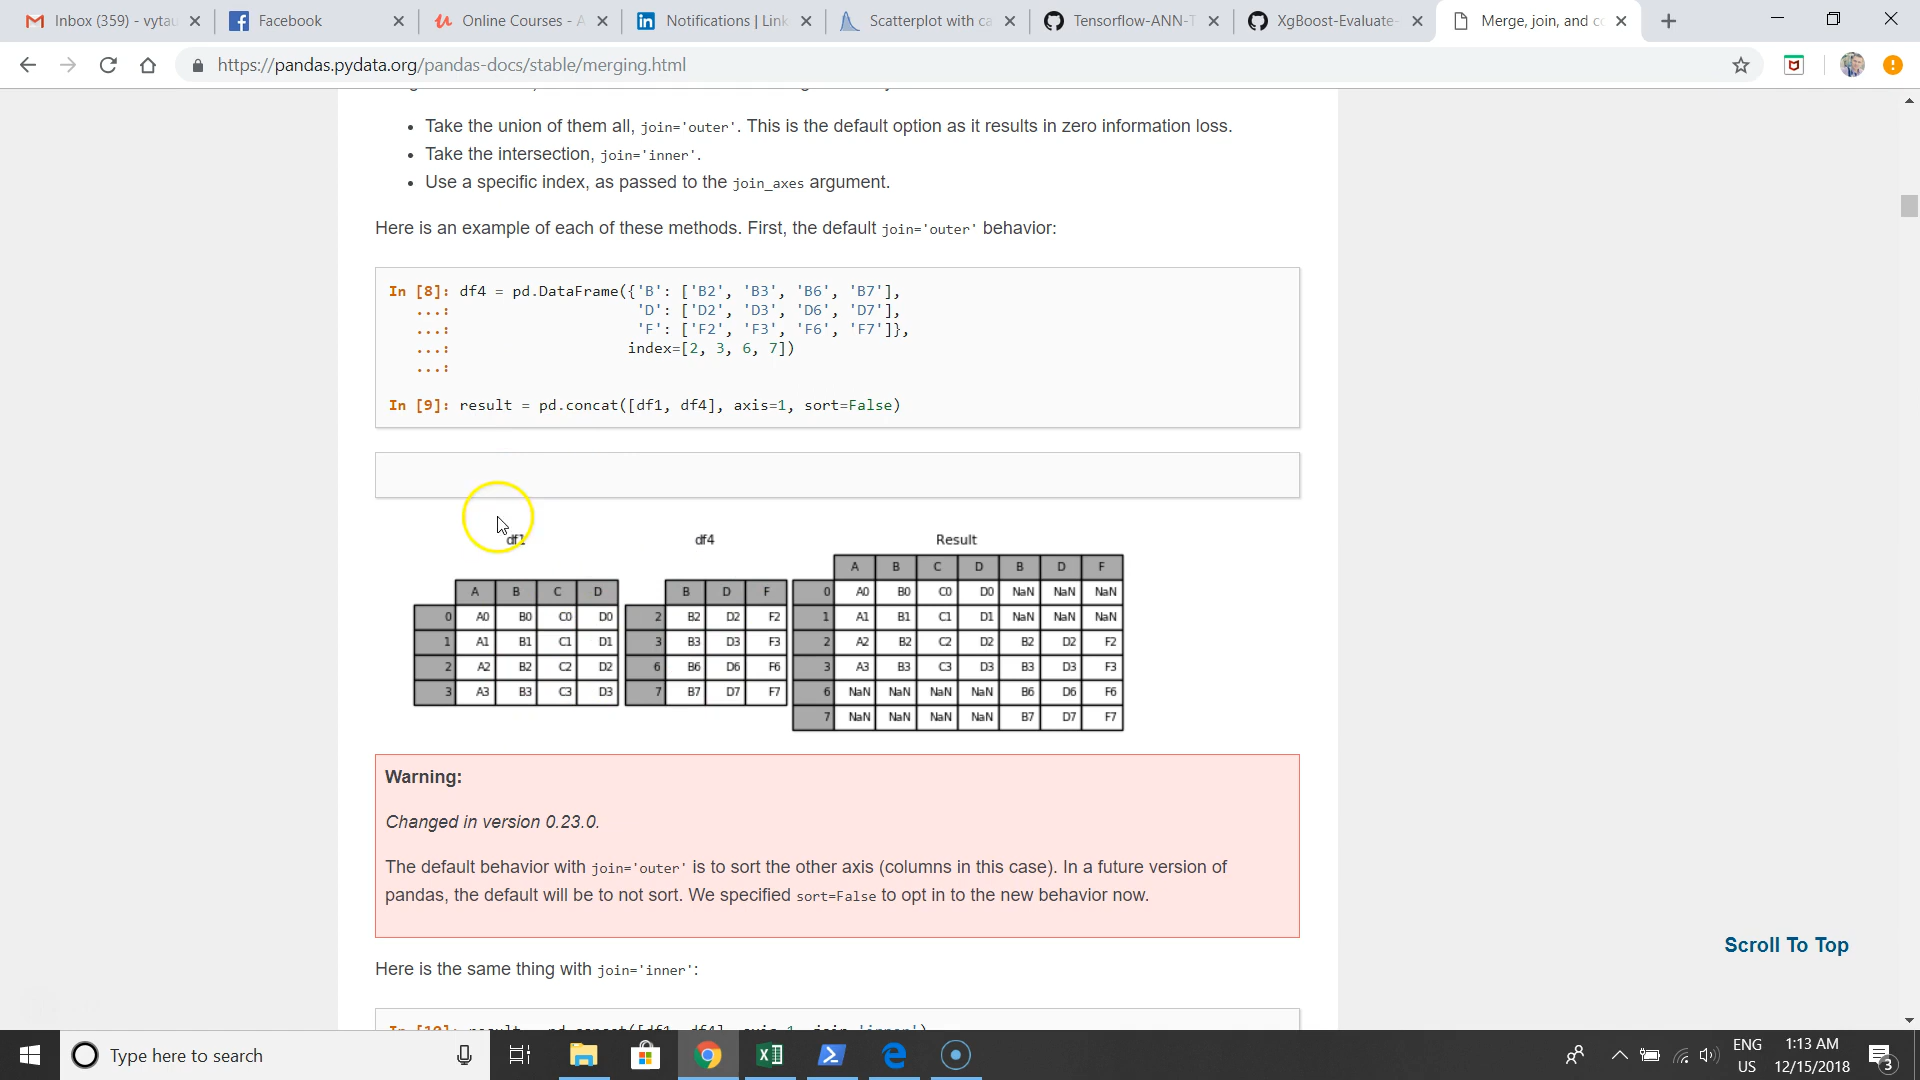 Inbox (359) - vytau
Facebook
Online Courses - A
Notifications | Link
Scatterplot with ca
Tensorflow-ANN-T
XgBoost-Evaluate-
Merge, join, and co
https://pandas.pydata.org/pandas-docs/stable/merging.html
• Take the union of them all, join='outer'. This is the default option as it results in zero information loss.
• Take the intersection, join='inner'.
• Use a specific index, as passed to the join_axes argument.
Here is an example of each of these methods. First, the default join='outer' behavior:
In [8]: df4 = pd.DataFrame({'B': ['B2', 'B3', 'B6', 'B7'],
...: 'D': ['D2', 'D3', 'D6', 'D7'],
...: 'F': ['F2', 'F3', 'F6', 'F7']},
...: index=[2, 3, 6, 7])
...:
In [9]: result = pd.concat([df1, df4], axis=1, sort=False)
df1 df4 Result
A B C D B D F
A B C D
B D F
0 A0 B0 C0 D0
1 A1 B1 C1 D1
2 A2 B2 C2 D2
3 A3 B3 C3 D3
2 B2 D2 F2
3 B3 D3 F3
6 B6 D6 F6
7 B7 D7 F7
0 A0 B0 C0 D0 NaN NaN NaN
1 A1 B1 C1 D1 NaN NaN NaN
2 A2 B2 C2 D2 B2 D2 F2
3 A3 B3 C3 D3 B3 D3 F3
6 NaN NaN NaN NaN B6 D6 F6
7 NaN NaN NaN NaN B7 D7 F7
Warning:
Changed in version 0.23.0.
The default behavior with join='outer' is to sort the other axis (columns in this case). In a future version of
pandas, the default will be to not sort. We specified sort=False to opt in to the new behavior now.
Scroll To Top
Here is the same thing with join='inner':
In [10]: result = pd.concat([df1, df4], axis=1, join='inner')
Type here to search
ENG
US
1:13 AM
12/15/2018
3